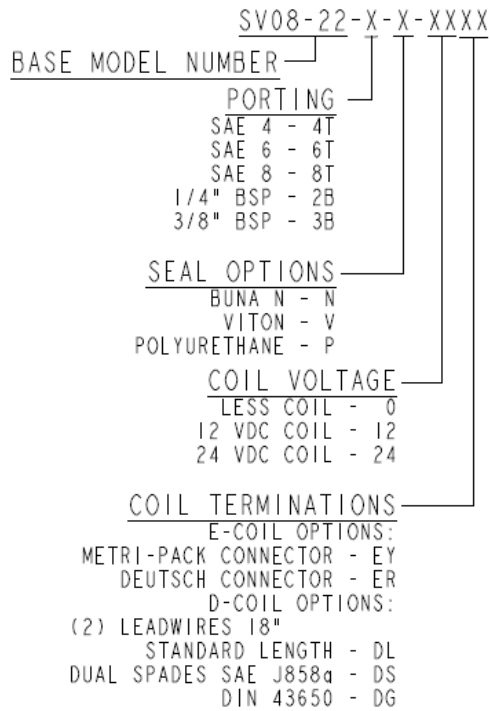 SV08-22-X-X-XXXX
BASE MODEL NUMBER
PORTING
SAE 4 - 4T
SAE 6 - 6T
SAE 8 - 8T
1/4" BSP - 2B
3/8" BSP - 3B
SEAL OPTIONS
BUNA N - N
VITON - V
POLYURETHANE - P
COIL VOLTAGE
LESS COIL - 0
12 VDC COIL - 12
24 VDC COIL - 24
COIL TERMINATIONS
E-COIL OPTIONS:
METRI-PACK CONNECTOR - EY
DEUTSCH CONNECTOR - ER
D-COIL OPTIONS:
(2) LEADWIRES 18"
STANDARD LENGTH - DL
DUAL SPADES SAE J858a - DS
DIN 43650 - DG